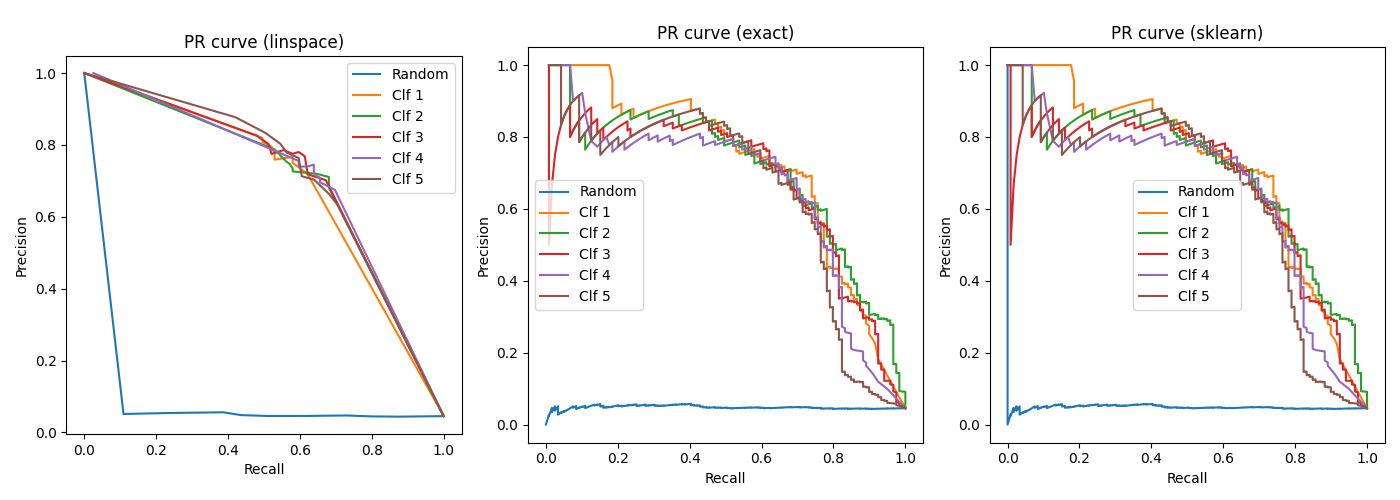 PR curve (linspace)
Precision
1.0
0.8
0.6
0.4
0.2
0.0
Random
Clf 1
Clf 2
Clf 3
Clf 4
Clf 5
0.0 0.2 0.4 0.6 0.8 1.0
Recall
PR curve (exact)
Precision
1.0
0.8
0.6
0.4
0.2
0.0
Random
Clf 1
Clf 2
Clf 3
Clf 4
Clf 5
0.0 0.2 0.4 0.6 0.8 1.0
Recall
PR curve (sklearn)
Precision
1.0
0.8
0.6
0.4
0.2
0.0
Random
Clf 1
Clf 2
Clf 3
Clf 4
Clf 5
0.0 0.2 0.4 0.6 0.8 1.0
Recall